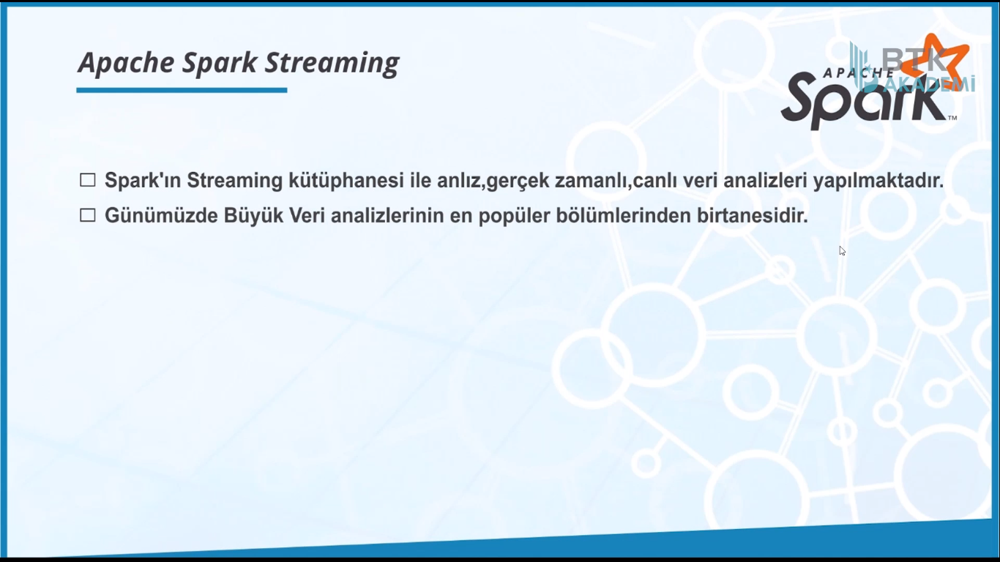 Apache Spark Streaming
APACHE
Spark™
BTK
AKADEMİ
☐ Spark'ın Streaming kütüphanesi ile anlız,gerçek zamanlı,canlı veri analizleri yapılmaktadır.
☐ Günümüzde Büyük Veri analizlerinin en popüler bölümlerinden birtanesidir.